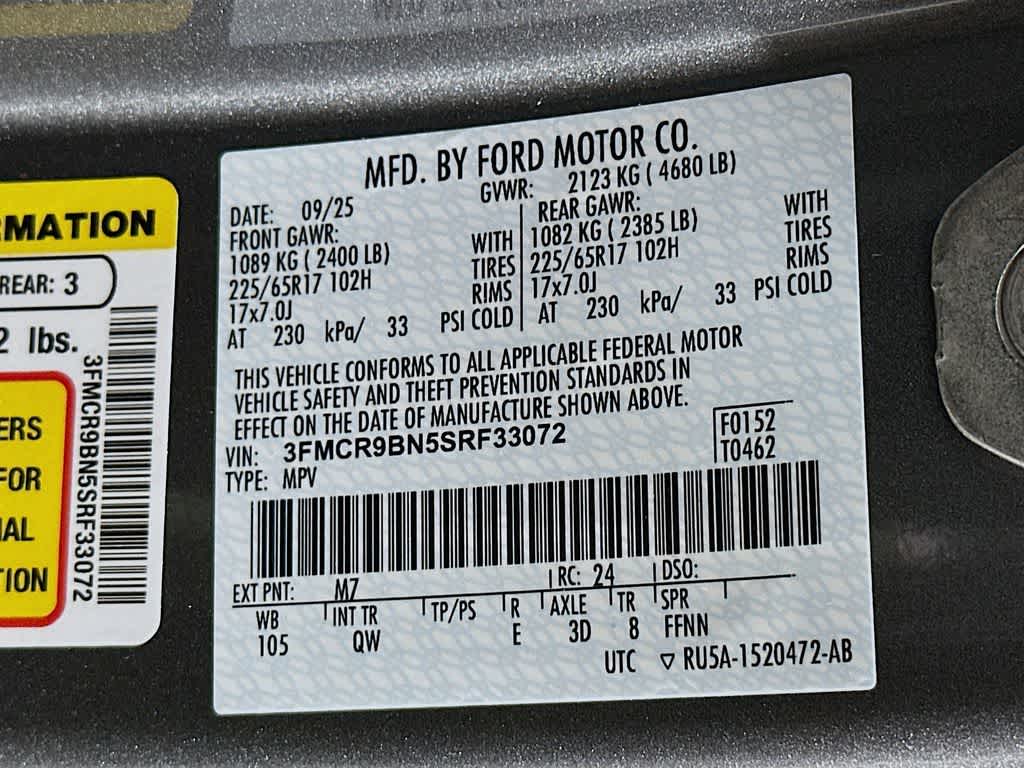 RMATION
REAR: 3
2 lbs.
3FMCR9BN5SRF33072
ERS
FOR
IAL
TION
MFD. BY FORD MOTOR CO.
DATE: 09/25 GVWR: 2123 KG ( 4680 LB)
FRONT GAWR: WITH REAR GAWR: WITH
1089 KG ( 2400 LB) TIRES 1082 KG ( 2385 LB) TIRES
225/65R17 102H RIMS 225/65R17 102H RIMS
17x7.0J 17x7.0J
AT 230 kPa/ 33 PSI COLD AT 230 kPa/ 33 PSI COLD
THIS VEHICLE CONFORMS TO ALL APPLICABLE FEDERAL MOTOR
VEHICLE SAFETY AND THEFT PREVENTION STANDARDS IN
EFFECT ON THE DATE OF MANUFACTURE SHOWN ABOVE.
VIN: 3FMCR9BN5SRF33072 F0152
TYPE: MPV T0462
EXT PNT: M7 RC: 24 DSO:
WB INT TR TP/PS R AXLE TR SPR
105 QW E 3D 8 FFNN
UTC ▽ RU5A-1520472-AB